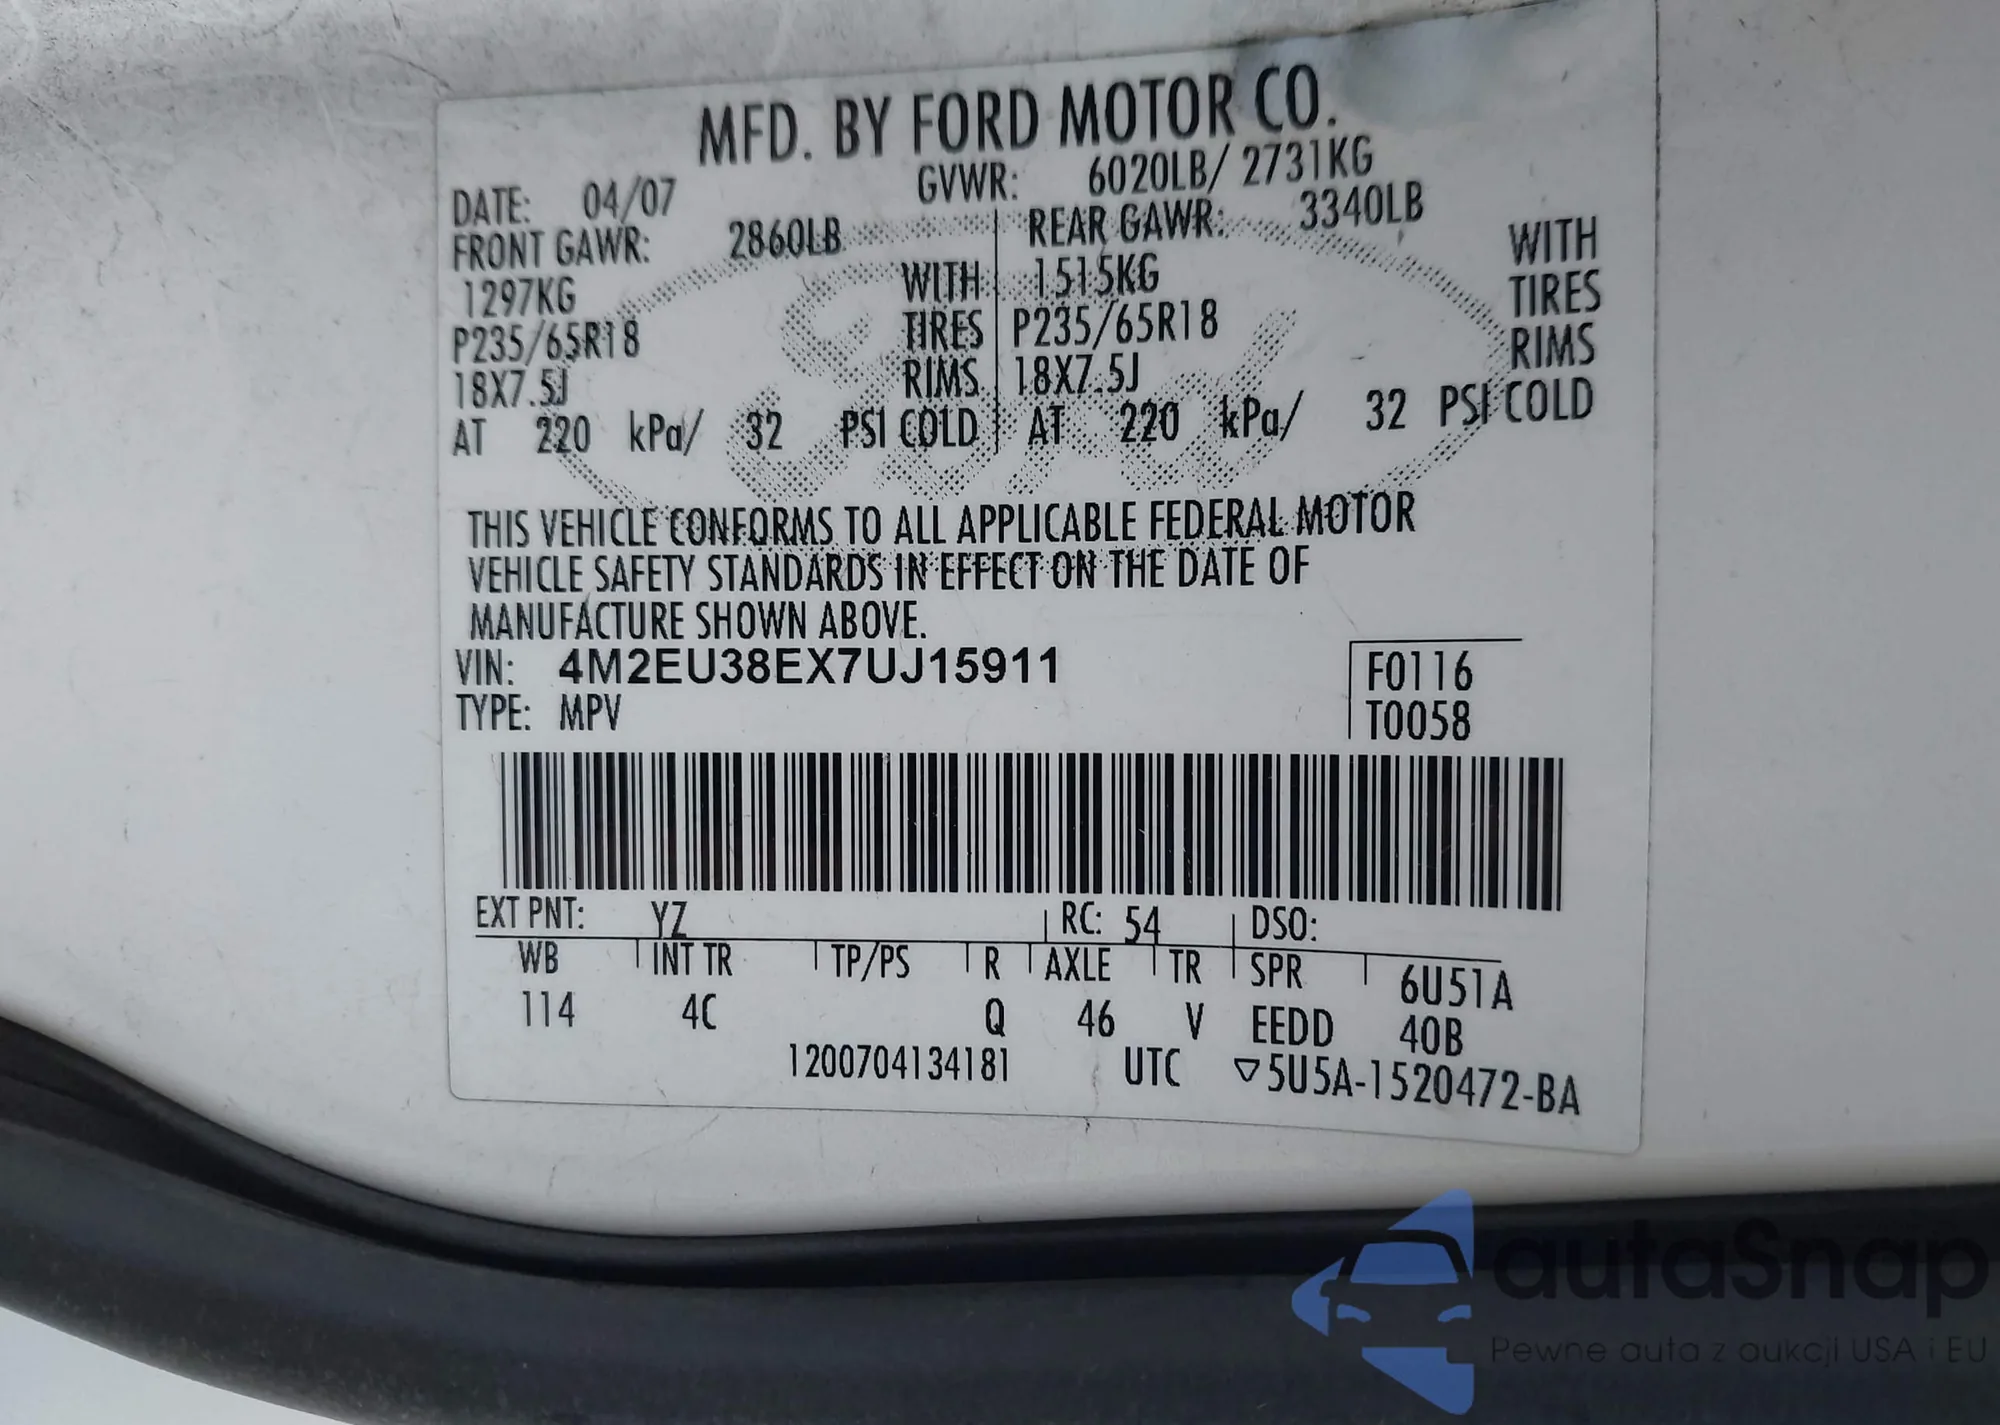 MFD. BY FORD MOTOR CO.
DATE: 04/07 GVWR: 6020LB/ 2731KG
FRONT GAWR: 2860LB REAR GAWR: 3340LB
1297KG WITH 1515KG WITH
P235/65R18 TIRES P235/65R18 TIRES
18X7.5J RIMS 18X7.5J RIMS
AT 220 kPa/ 32 PSI COLD AT 220 kPa/ 32 PSI COLD
THIS VEHICLE CONFORMS TO ALL APPLICABLE FEDERAL MOTOR
VEHICLE SAFETY STANDARDS IN EFFECT ON THE DATE OF
MANUFACTURE SHOWN ABOVE.
VIN: 4M2EU38EX7UJ15911 F0116
TYPE: MPV T0058
EXT PNT: YZ RC: 54 DSO:
WB INT TR TP/PS R AXLE TR SPR 6U51A
114 4C Q 46 V EEDD 40B
1200704134181 UTC ▽5U5A-1520472-BA
autaSnap
Pewne auta z aukcji USA i EU